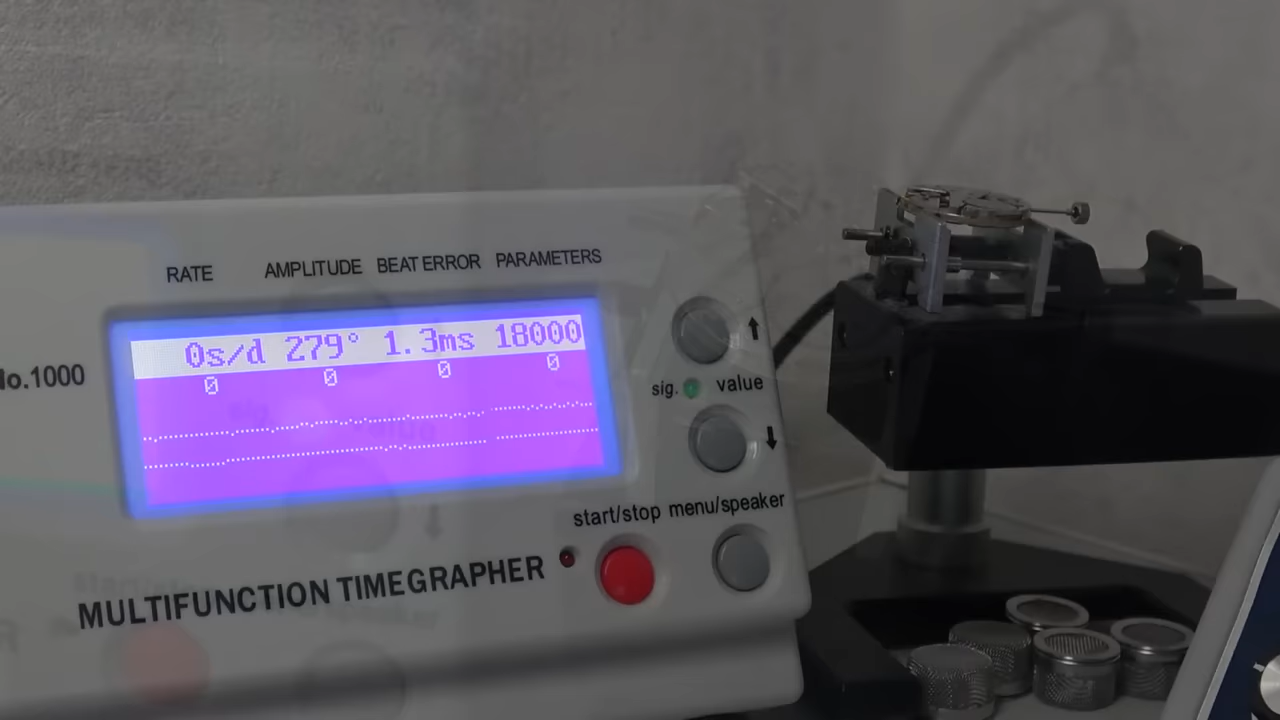 RATE AMPLITUDE BEAT ERROR PARAMETERS
0s/d 279° 1.3ms 18000
0 0 0 0
No.1000
sig. value
start/stop menu/speaker
MULTIFUNCTION TIMEGRAPHER